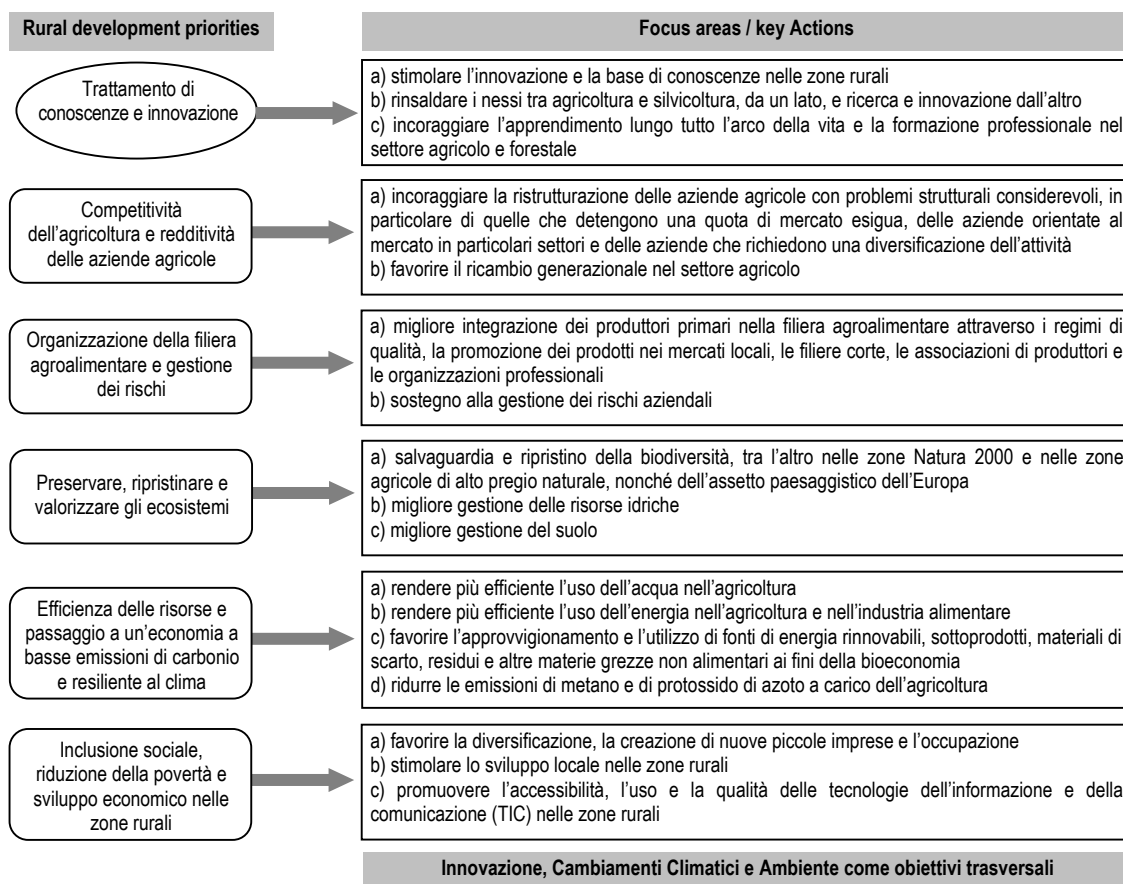 Rural development priorities
Focus areas / key Actions
Trattamento di
conoscenze e innovazione
a) stimolare l’innovazione e la base di conoscenze nelle zone rurali
b) rinsaldare i nessi tra agricoltura e silvicoltura, da un lato, e ricerca e innovazione dall’altro
c) incoraggiare l’apprendimento lungo tutto l’arco della vita e la formazione professionale nel
settore agricolo e forestale
Competitività
dell’agricoltura e redditività
delle aziende agricole
a) incoraggiare la ristrutturazione delle aziende agricole con problemi strutturali considerevoli, in
particolare di quelle che detengono una quota di mercato esigua, delle aziende orientate al
mercato in particolari settori e delle aziende che richiedono una diversificazione dell’attività
b) favorire il ricambio generazionale nel settore agricolo
Organizzazione della filiera
agroalimentare e gestione
dei rischi
a) migliore integrazione dei produttori primari nella filiera agroalimentare attraverso i regimi di
qualità, la promozione dei prodotti nei mercati locali, le filiere corte, le associazioni di produttori e
le organizzazioni professionali
b) sostegno alla gestione dei rischi aziendali
Preservare, ripristinare e
valorizzare gli ecosistemi
a) salvaguardia e ripristino della biodiversità, tra l’altro nelle zone Natura 2000 e nelle zone
agricole di alto pregio naturale, nonché dell’assetto paesaggistico dell’Europa
b) migliore gestione delle risorse idriche
c) migliore gestione del suolo
Efficienza delle risorse e
passaggio a un’economia a
basse emissioni di carbonio
e resiliente al clima
a) rendere più efficiente l’uso dell’acqua nell’agricoltura
b) rendere più efficiente l’uso dell’energia nell’agricoltura e nell’industria alimentare
c) favorire l’approvvigionamento e l’utilizzo di fonti di energia rinnovabili, sottoprodotti, materiali di
scarto, residui e altre materie grezze non alimentari ai fini della bioeconomia
d) ridurre le emissioni di metano e di protossido di azoto a carico dell’agricoltura
Inclusione sociale,
riduzione della povertà e
sviluppo economico nelle
zone rurali
a) favorire la diversificazione, la creazione di nuove piccole imprese e l’occupazione
b) stimolare lo sviluppo locale nelle zone rurali
c) promuovere l’accessibilità, l’uso e la qualità delle tecnologie dell’informazione e della
comunicazione (TIC) nelle zone rurali
Innovazione, Cambiamenti Climatici e Ambiente come obiettivi trasversali